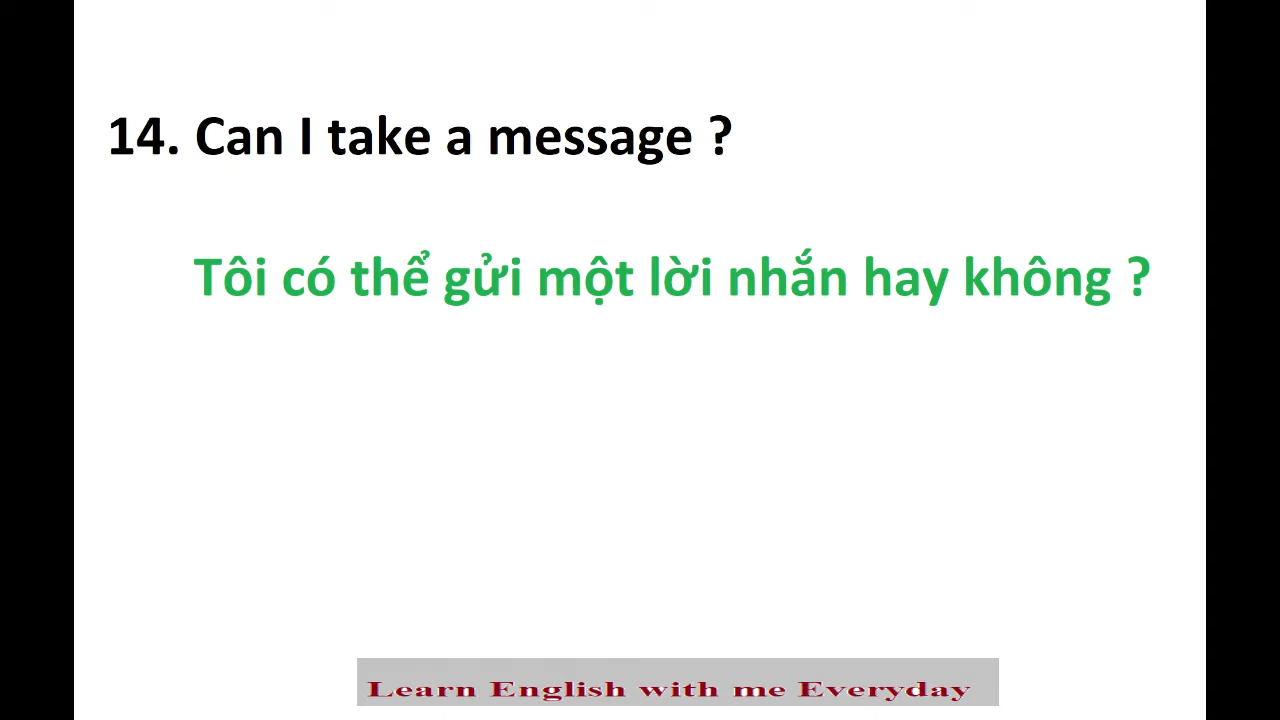 14. Can I take a message ?
Tôi có thể gửi một lời nhắn hay không ?
Learn English with me Everyday